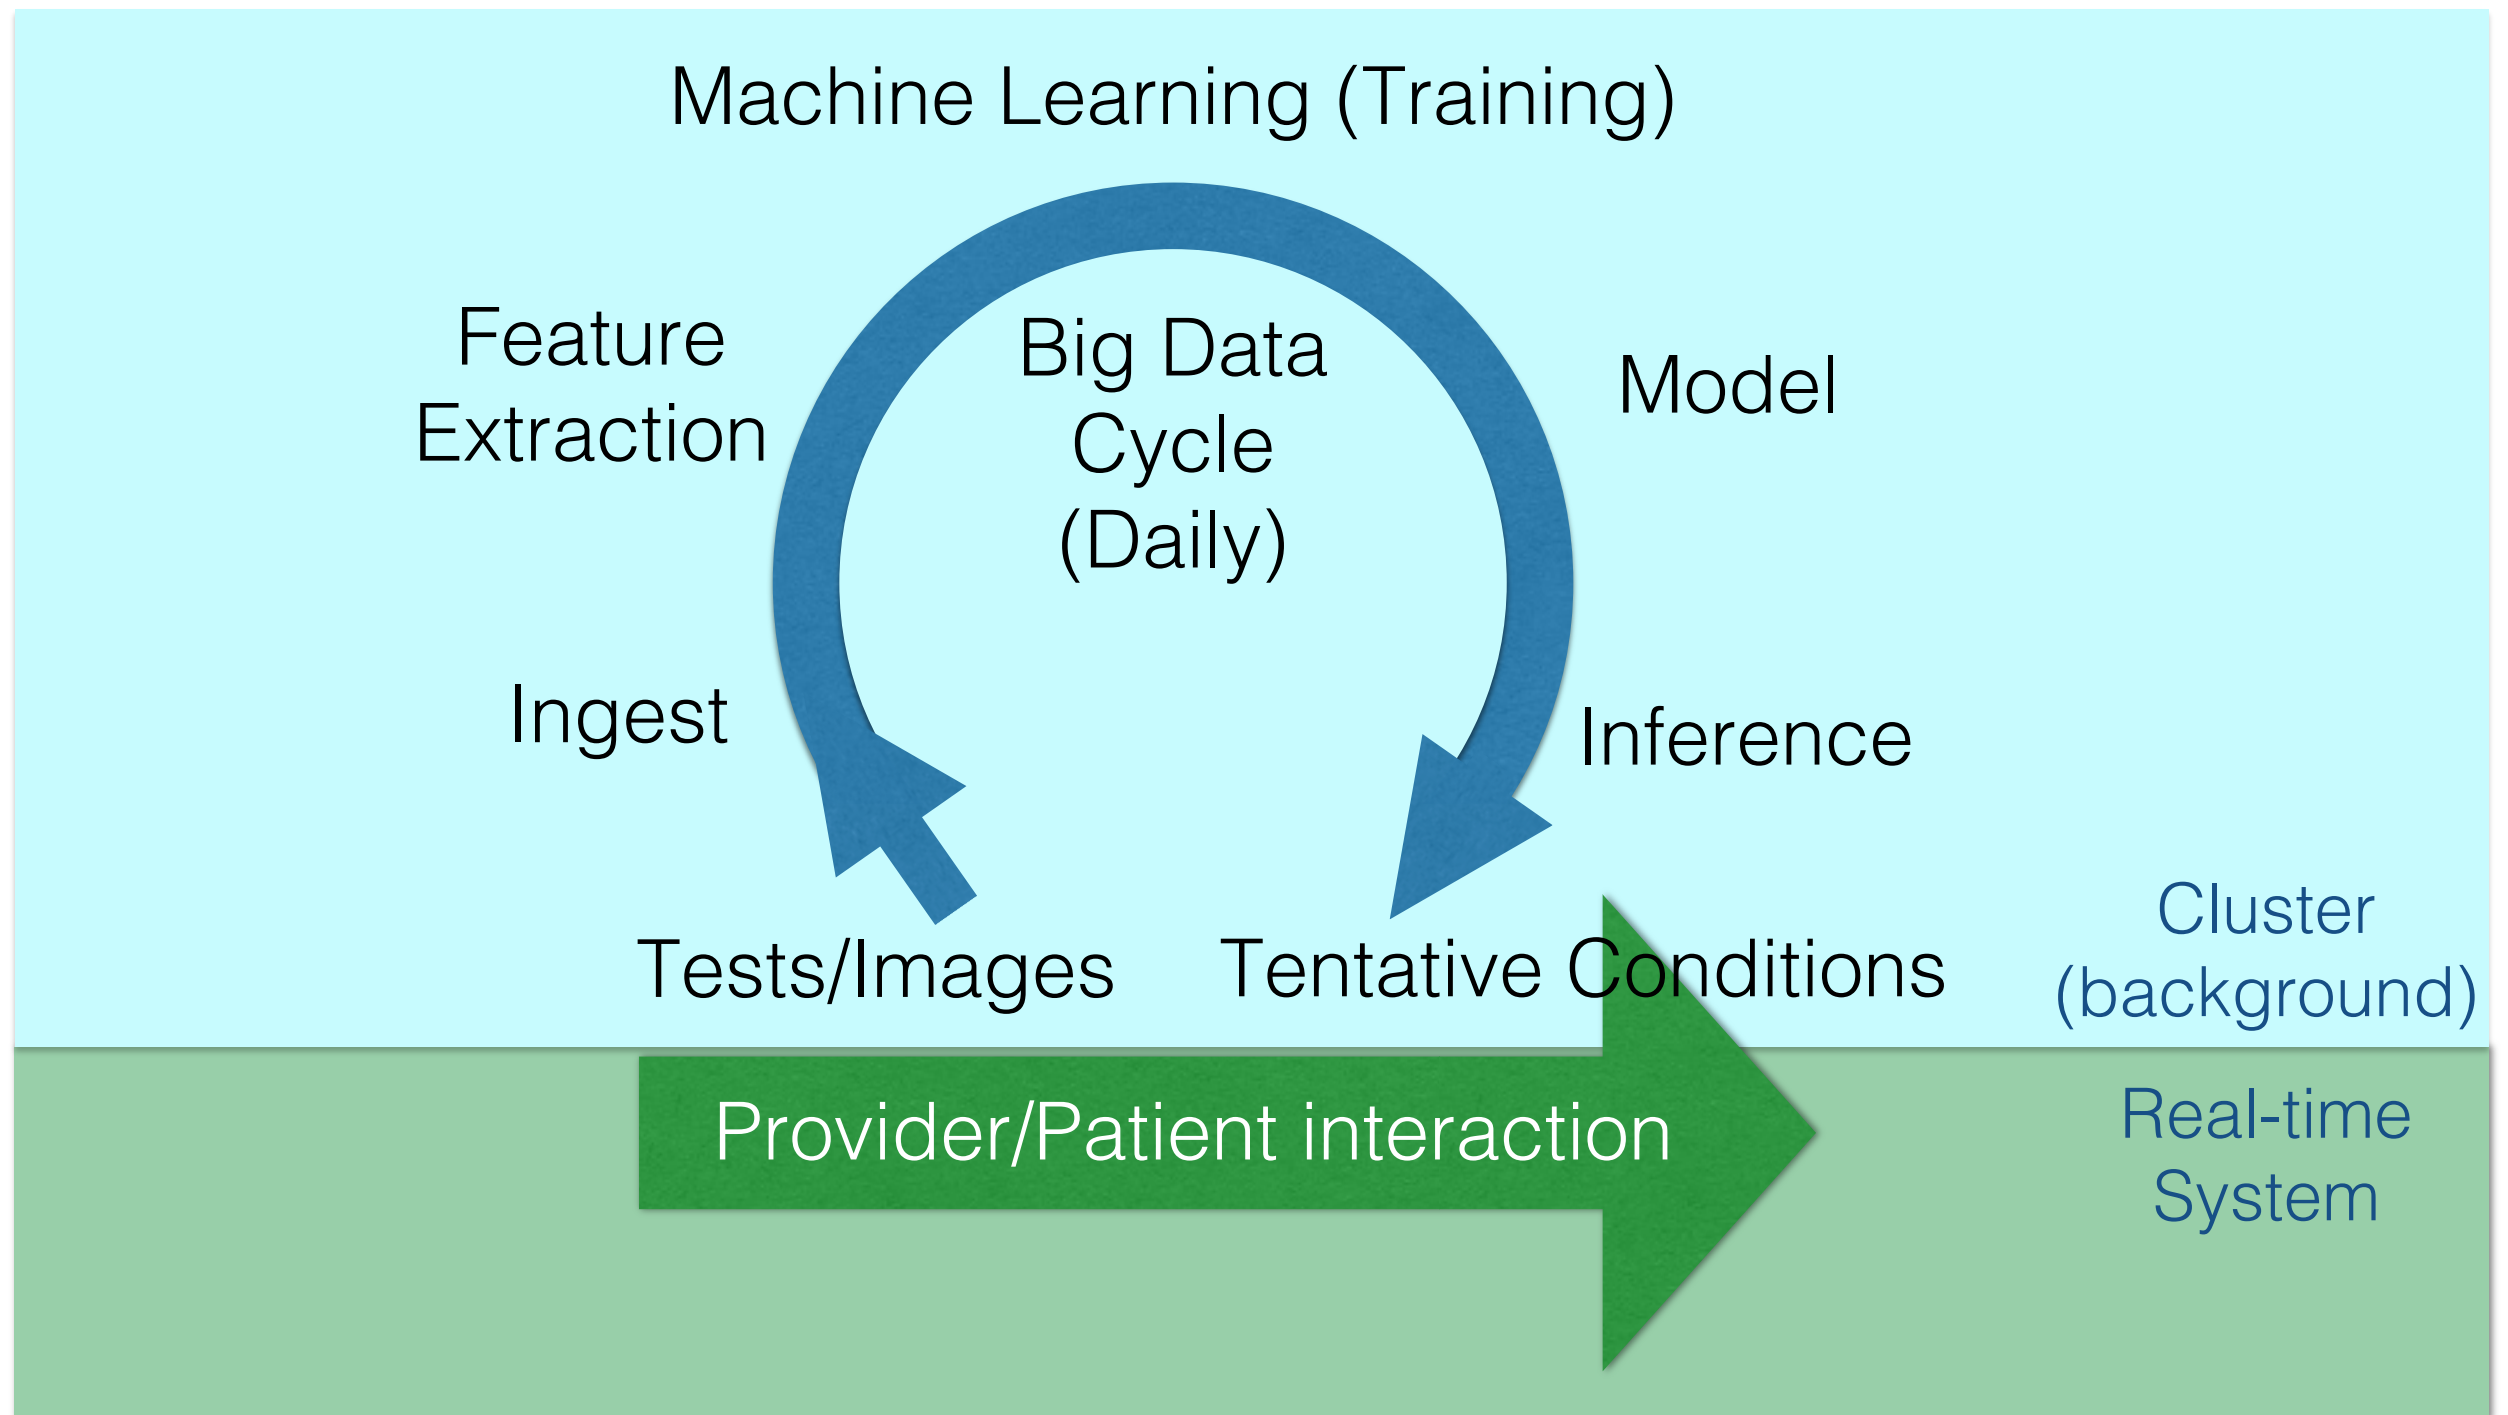 Machine Learning (Training)
Feature
Extraction
Big Data
Cycle
(Daily)
Model
Ingest
Inference
Tests/Images
Tentative Conditions
Cluster
(background)
Provider/Patient interaction
Real-time
System